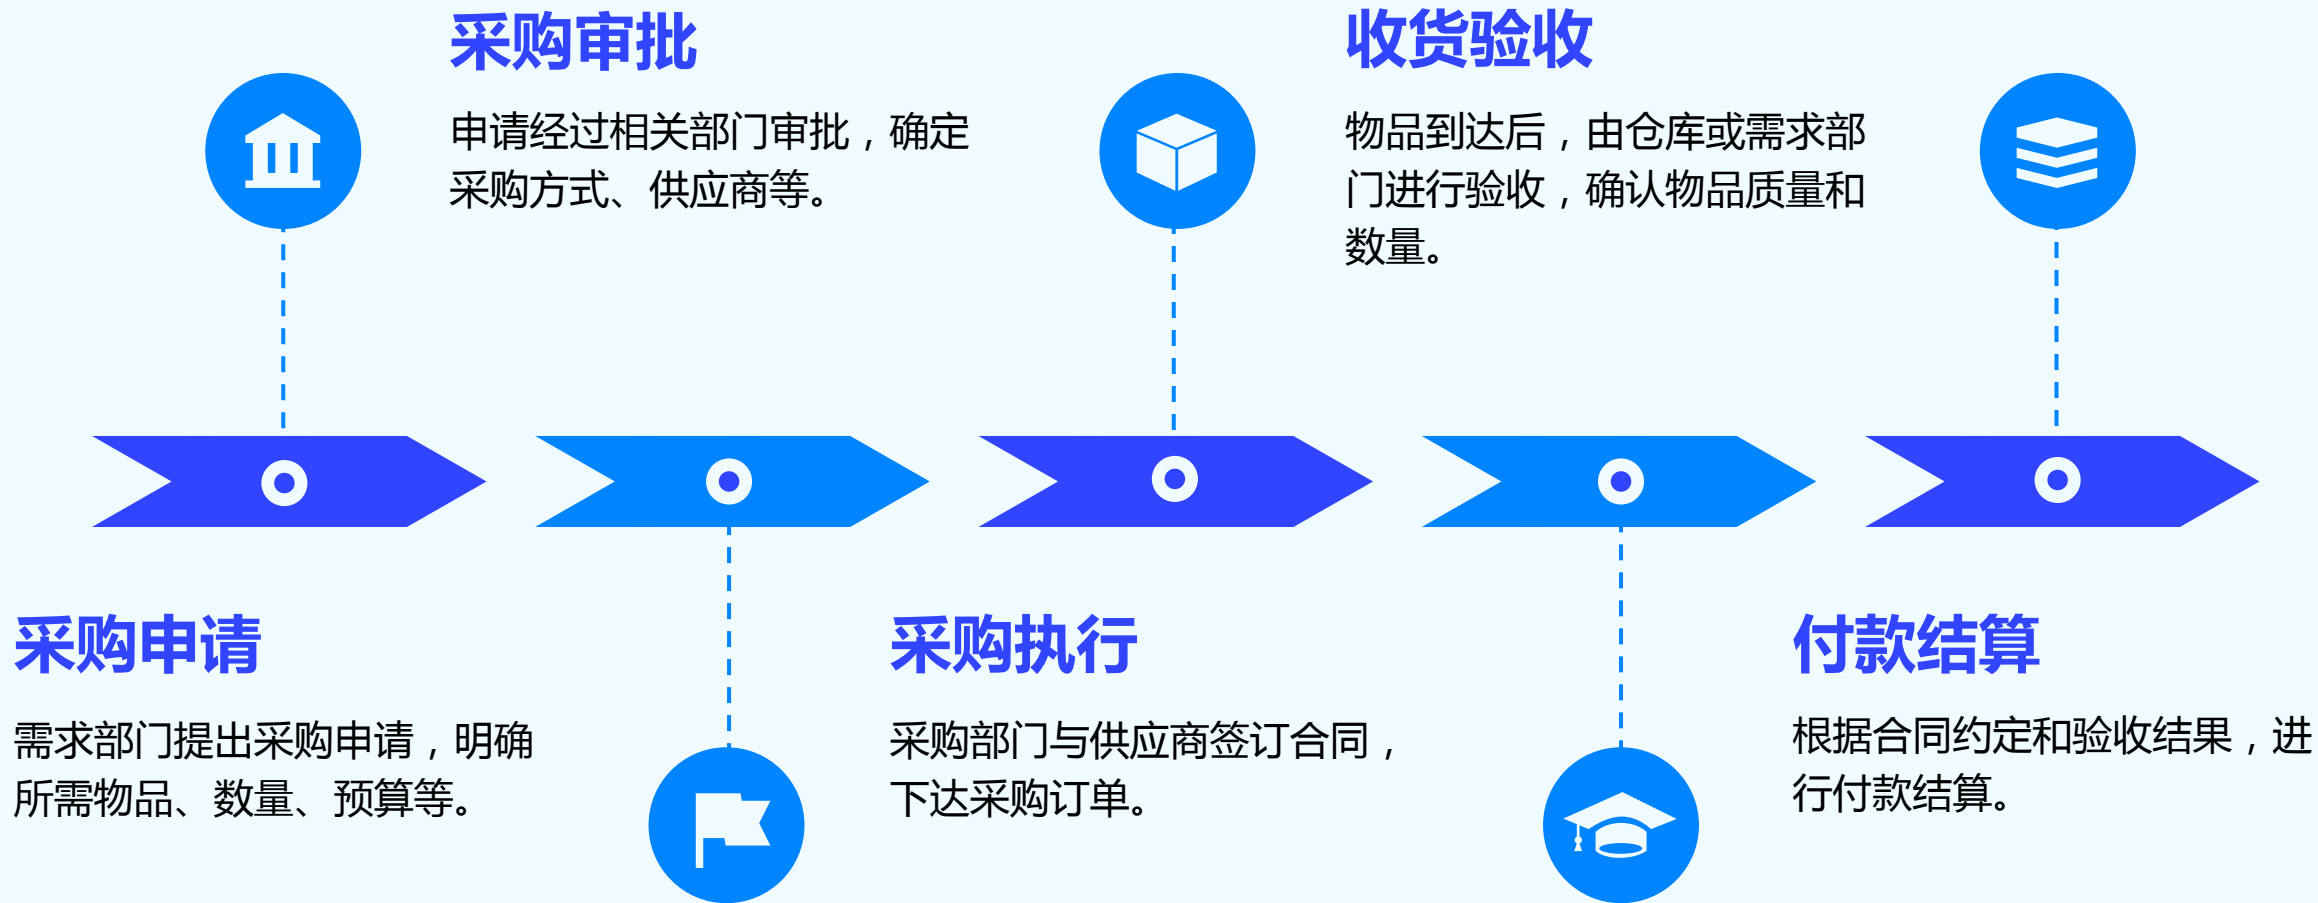 采购审批
申请经过相关部门审批，确定
采购方式、供应商等。
收货验收
物品到达后，由仓库或需求部
门进行验收，确认物品质量和
数量。
采购申请
需求部门提出采购申请，明确
所需物品、数量、预算等。
采购执行
采购部门与供应商签订合同，
下达采购订单。
付款结算
根据合同约定和验收结果，进
行付款结算。